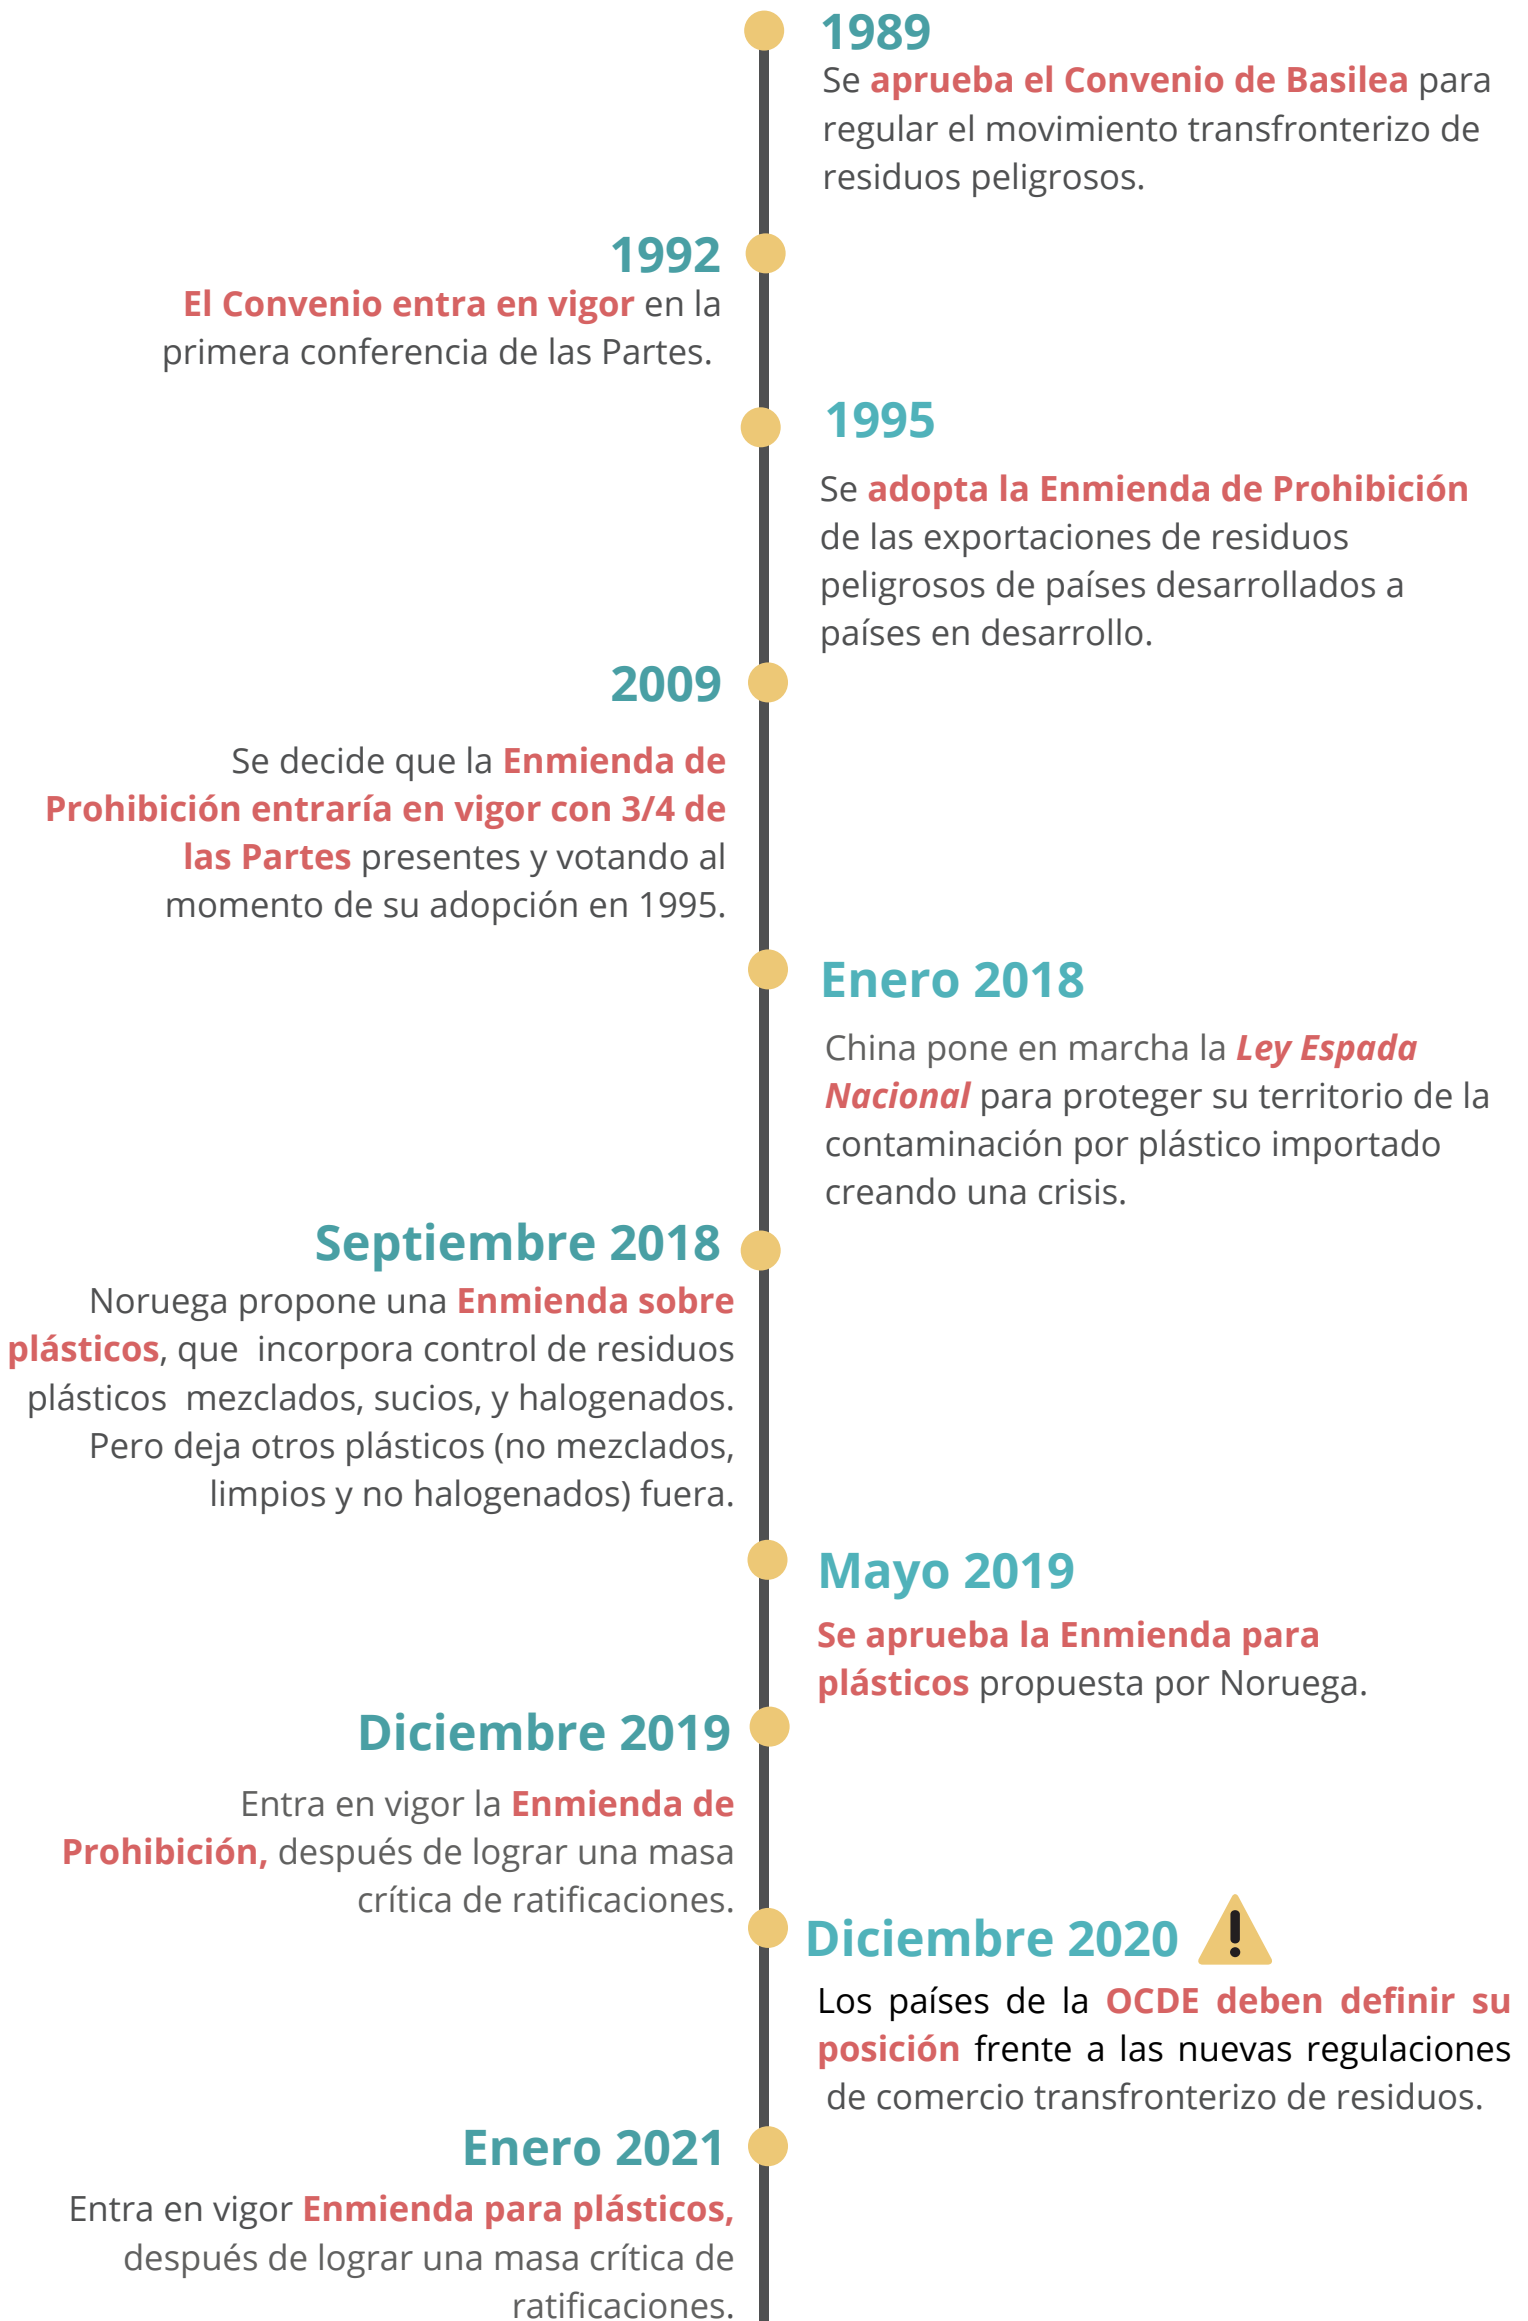 1989
Se aprueba el Convenio de Basilea para
regular el movimiento transfronterizo de
residuos peligrosos.
1992
El Convenio entra en vigor en la
primera conferencia de las Partes.
1995
Se adopta la Enmienda de Prohibición
de las exportaciones de residuos
peligrosos de países desarrollados a
países en desarrollo.
2009
Se decide que la Enmienda de
Prohibición entraría en vigor con 3/4 de
las Partes presentes y votando al
momento de su adopción en 1995.
Enero 2018
China pone en marcha la Ley Espada
Nacional para proteger su territorio de la
contaminación por plástico importado
creando una crisis.
Septiembre 2018
Noruega propone una Enmienda sobre
plásticos, que incorpora control de residuos
plásticos mezclados, sucios, y halogenados.
Pero deja otros plásticos (no mezclados,
limpios y no halogenados) fuera.
Mayo 2019
Se aprueba la Enmienda para
plásticos propuesta por Noruega.
Diciembre 2019
Entra en vigor la Enmienda de
Prohibición, después de lograr una masa
crítica de ratificaciones.
Diciembre 2020
Los países de la OCDE deben definir su
posición frente a las nuevas regulaciones
de comercio transfronterizo de residuos.
Enero 2021
Entra en vigor Enmienda para plásticos,
después de lograr una masa crítica de
ratificaciones.